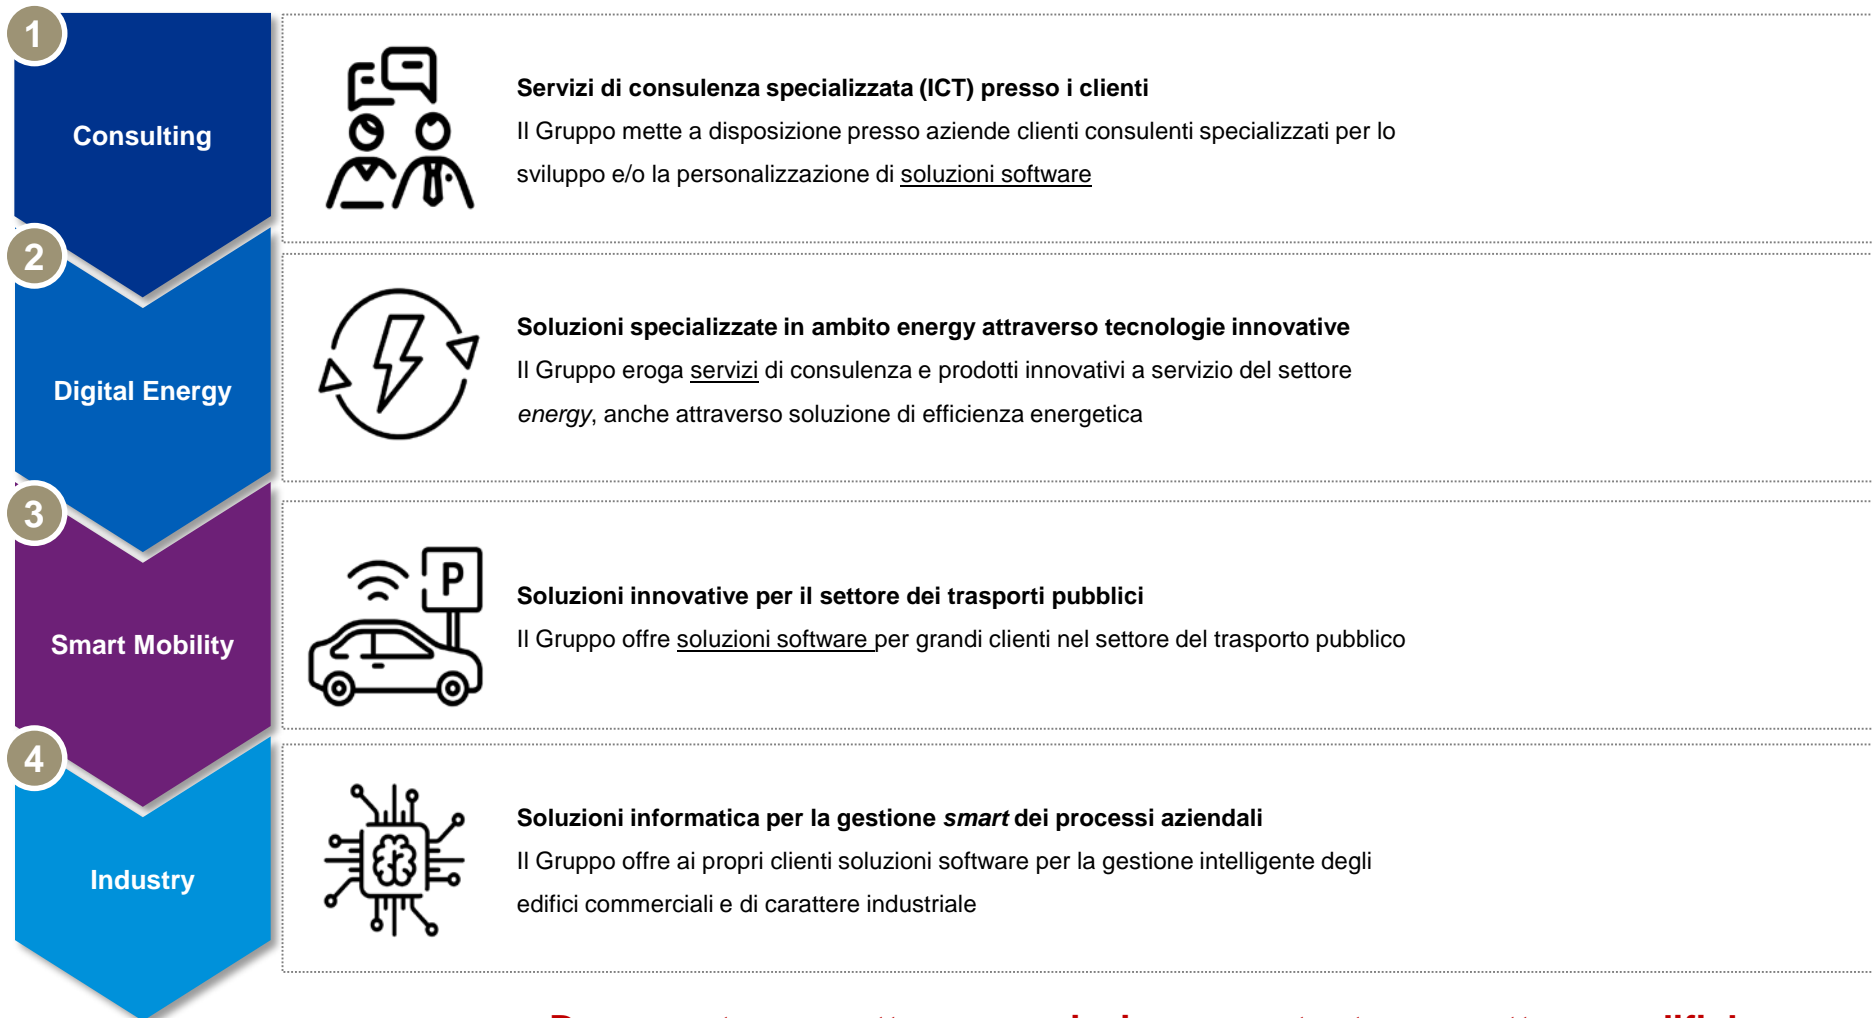 1
Consulting
Servizi di consulenza specializzata (ICT) presso i clienti
Il Gruppo mette a disposizione presso aziende clienti consulenti specializzati per lo
sviluppo e/o la personalizzazione di soluzioni software
2
Digital Energy
Soluzioni specializzate in ambito energy attraverso tecnologie innovative
Il Gruppo eroga servizi di consulenza e prodotti innovativi a servizio del settore
energy, anche attraverso soluzione di efficienza energetica
3
Smart Mobility
P
Soluzioni innovative per il settore dei trasporti pubblici
Il Gruppo offre soluzioni software per grandi clienti nel settore del trasporto pubblico
4
Industry
Soluzioni informatica per la gestione smart dei processi aziendali
Il Gruppo offre ai propri clienti soluzioni software per la gestione intelligente degli
edifici commerciali e di carattere industriale